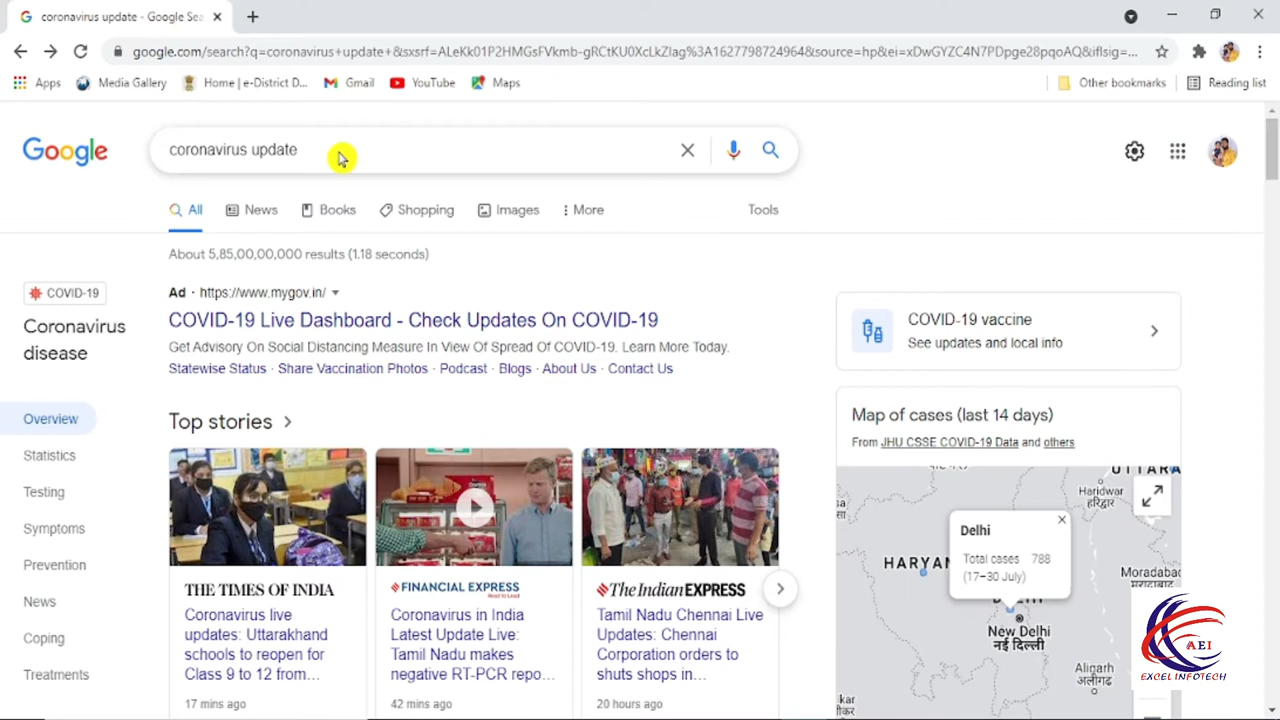 coronavirus update - Google Sea
google.com/search?q=coronavirus+update+&sxsrf=ALeKk01P2HMGsFVkmb-gRCtKU0XcLkZlag%3A1627798724964&source=hp&ei=xDwGYZC4N7PDpge28pqoAQ&iflsig=...
Apps Media Gallery Home | e-District D... Gmail YouTube Maps Other bookmarks Reading list
Google coronavirus update
All News Books Shopping Images More Tools
About 5,85,00,00,000 results (1.18 seconds)
COVID-19
Coronavirus
disease
Overview
Statistics
Testing
Symptoms
Prevention
News
Coping
Treatments
Ad · https://www.mygov.in/
COVID-19 Live Dashboard - Check Updates On COVID-19
Get Advisory On Social Distancing Measure In View Of Spread Of COVID-19. Learn More Today.
Statewise Status · Share Vaccination Photos · Podcast · Blogs · About Us · Contact Us
Top stories
THE TIMES OF INDIA
Coronavirus live
updates: Uttarakhand
schools to reopen for
Class 9 to 12 from...
17 mins ago
FINANCIAL EXPRESS
Read to Lead
Coronavirus in India
Latest Update Live:
Tamil Nadu makes
negative RT-PCR repo...
42 mins ago
The Indian EXPRESS
Tamil Nadu Chennai Live
Updates: Chennai
Corporation orders to
shuts shops in...
20 hours ago
COVID-19 vaccine
See updates and local info
Map of cases (last 14 days)
From JHU CSSE COVID-19 Data and others
UTTARA
Haridwar
हरिद्वार
Delhi
Total cases 788
(17–30 July)
HARYAN
Moradabad
मुरादाबाद
New Delhi
नई दिल्ली
Aligarh
अलीगढ़
AEI
EXCEL INFOTECH